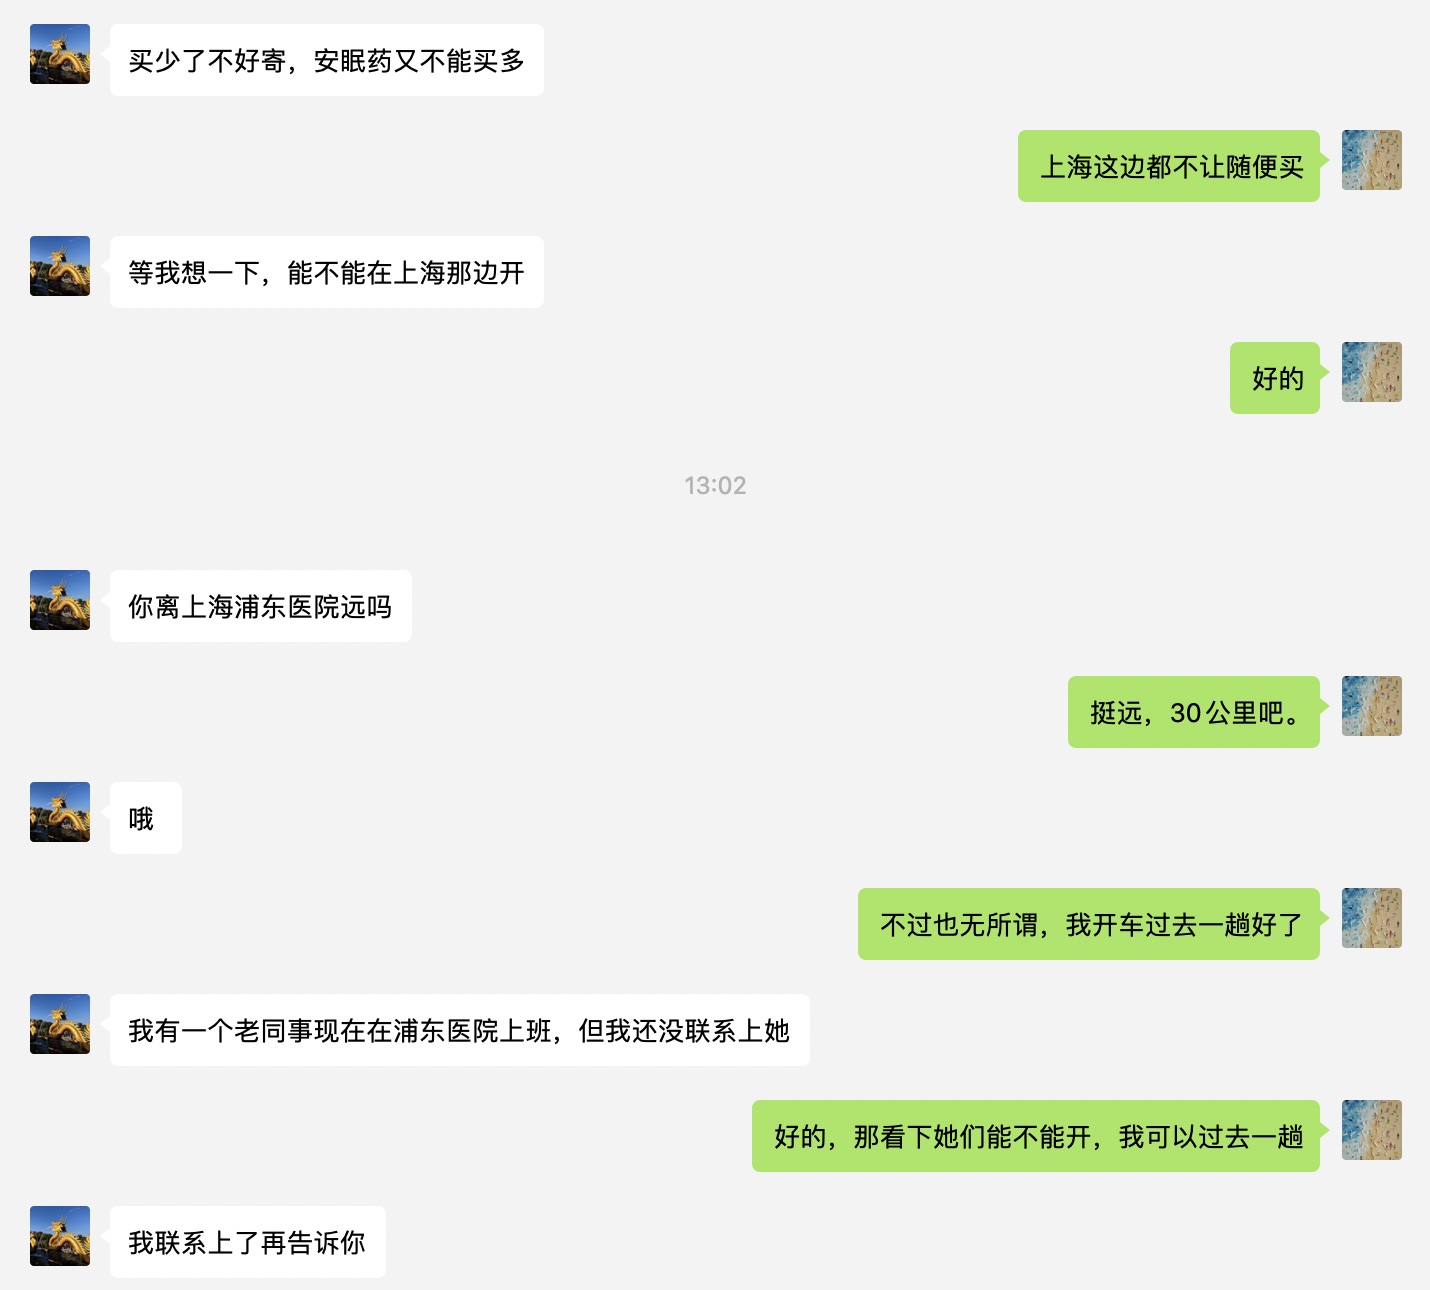 买少了不好寄，安眠药又不能买多
上海这边都不让随便买
等我想一下，能不能在上海那边开
好的
13:02
你离上海浦东医院远吗
挺远，30公里吧。
哦
不过也无所谓，我开车过去一趟好了
我有一个老同事现在在浦东医院上班，但我还没联系上她
好的，那看下她们能不能开，我可以过去一趟
我联系上了再告诉你